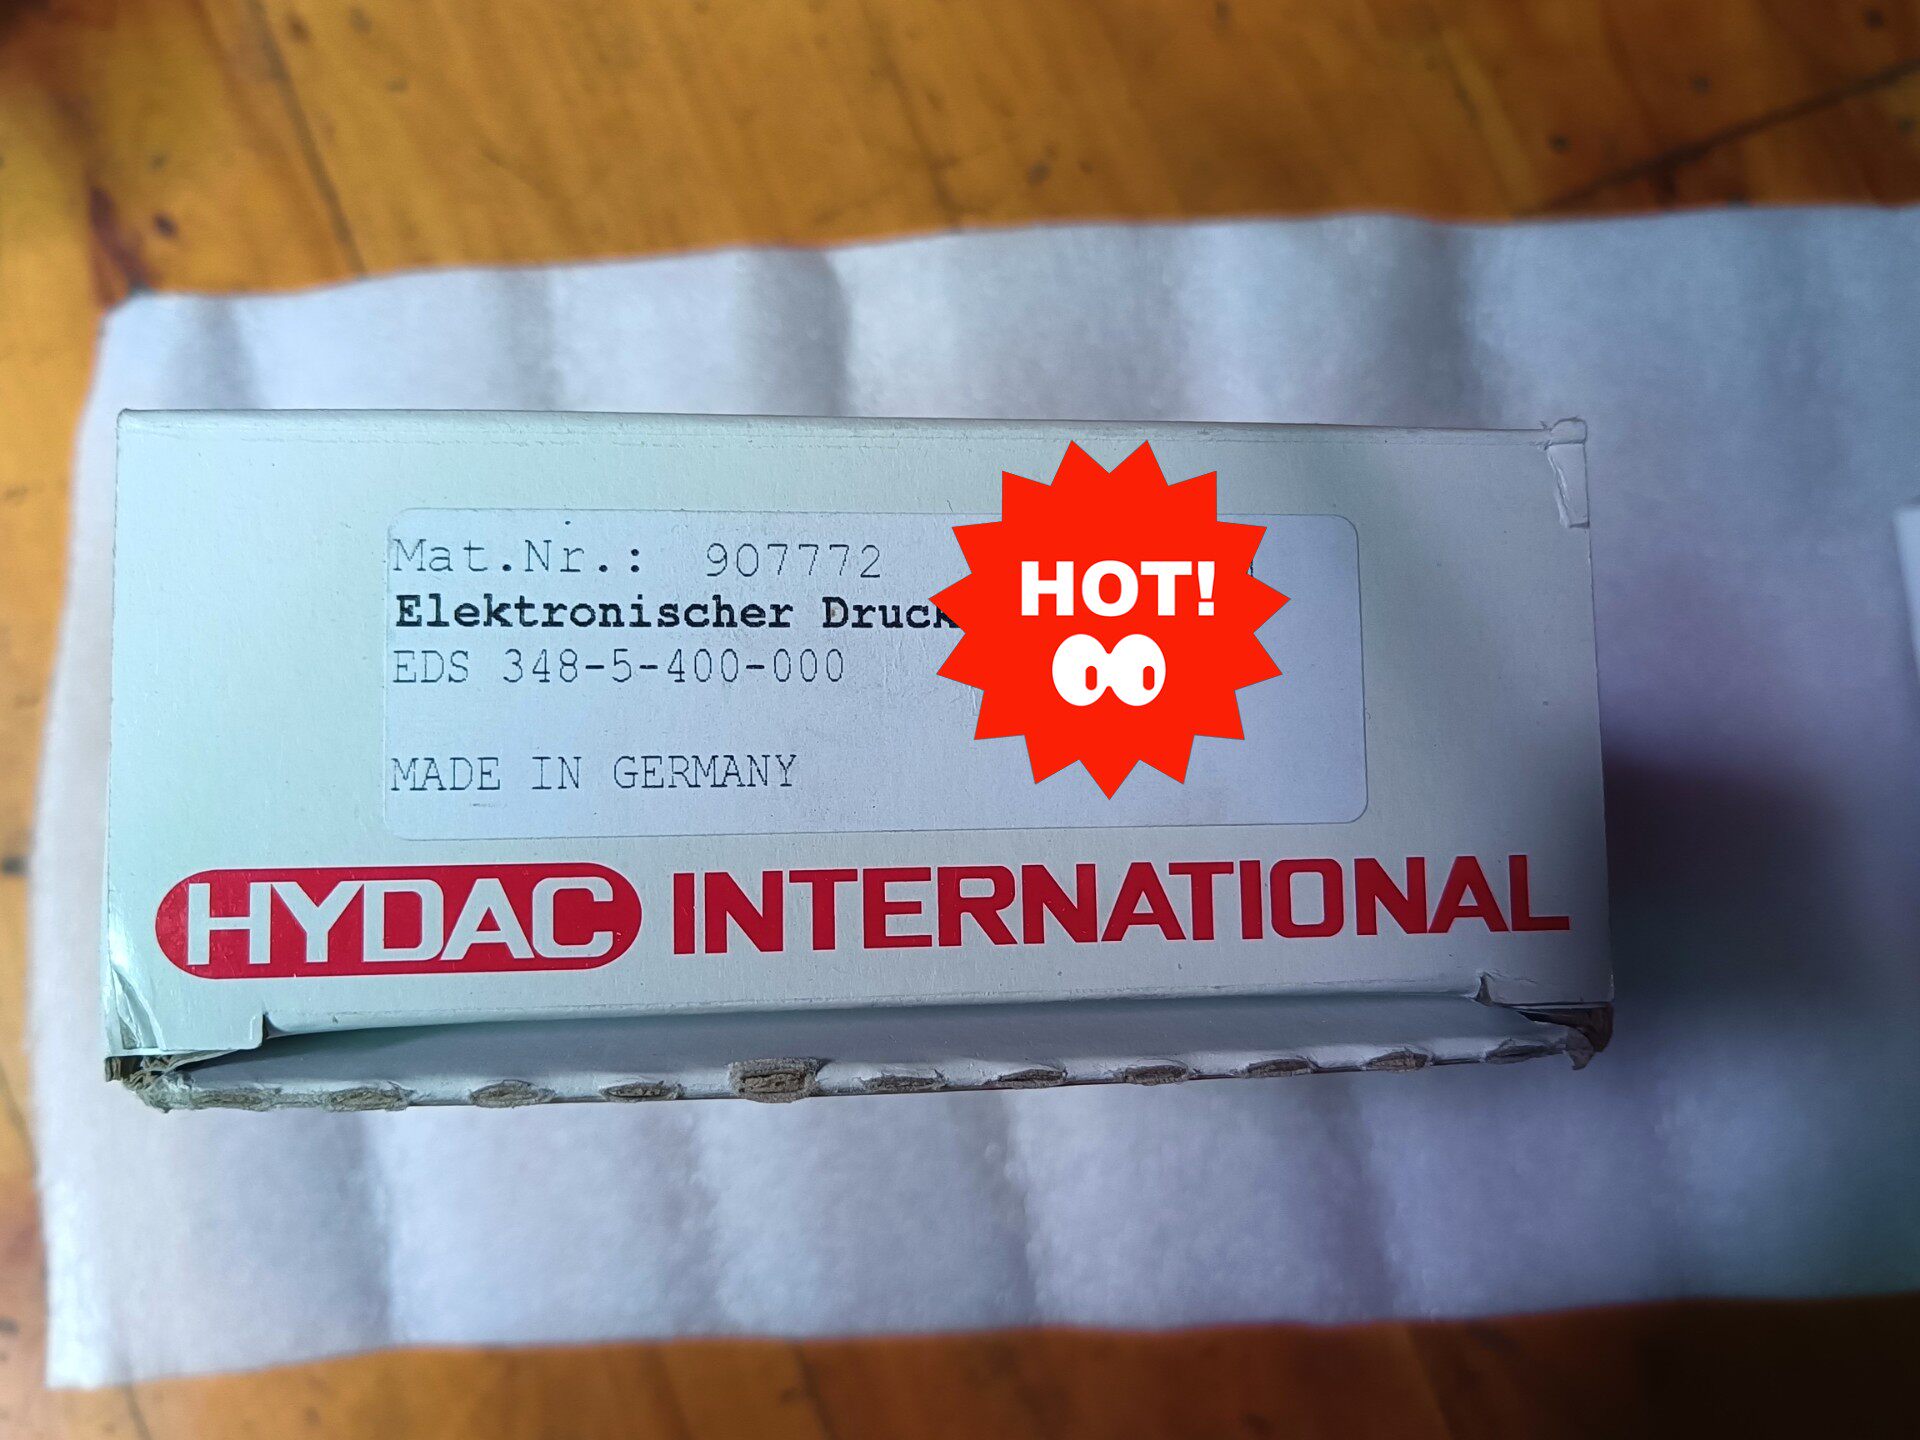 Mat.Nr.: 907772
Elektronischer Druck
EDS 348-5-400-000
MADE IN GERMANY
HOT!
HYDAC INTERNATIONAL